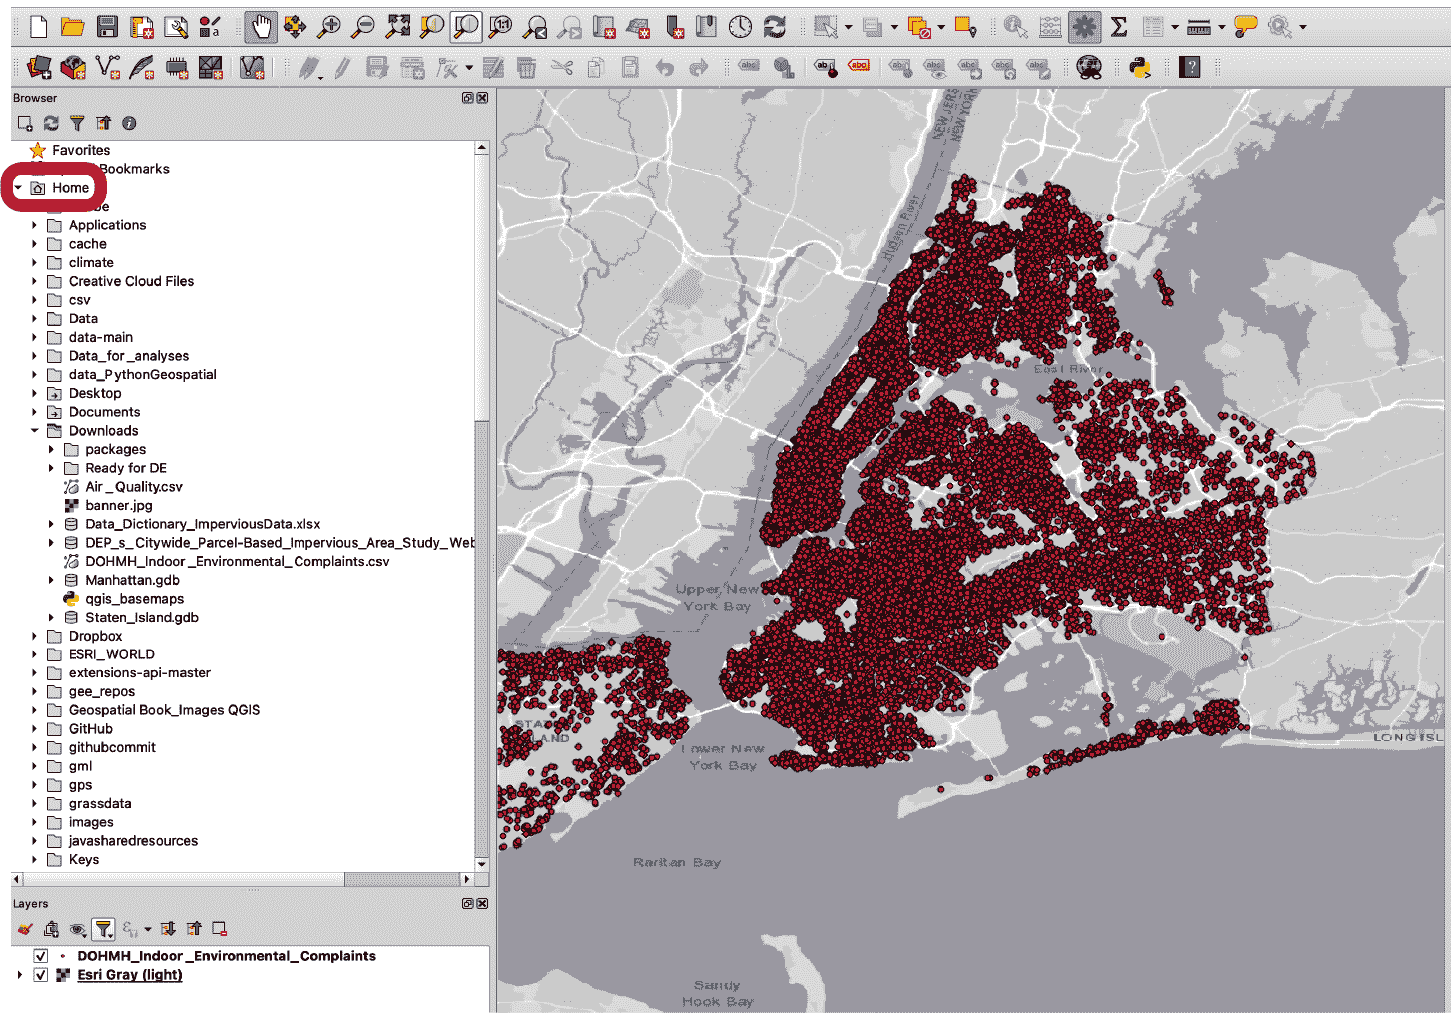 Browser
Favorites
Bookmarks
Home
Applications
cache
climate
Creative Cloud Files
csv
Data
data-main
Data_for_analyses
data_PythonGeospatial
Desktop
Documents
Downloads
packages
Ready for DE
Air_Quality.csv
banner.jpg
Data_Dictionary_ImperviousData.xlsx
DEP_s_Citywide_Parcel-Based_Impervious_Area_Study_Web
DOHMH_Indoor_Environmental_Complaints.csv
Manhattan.gdb
qgis_basemaps
Staten_Island.gdb
Dropbox
ESRI_WORLD
extensions-api-master
gee_repos
Geospatial Book_Images QGIS
GitHub
githubcommit
gml
gps
grassdata
images
javasharedresources
Keys
Layers
DOHMH_Indoor_Environmental_Complaints
Esri Gray (light)
NEW JERS
NEW YORK
Hudson River
East River
Upper New
York Bay
Lower New
York Bay
LONG ISL
Raritan Bay
Sandy
Hook Bay